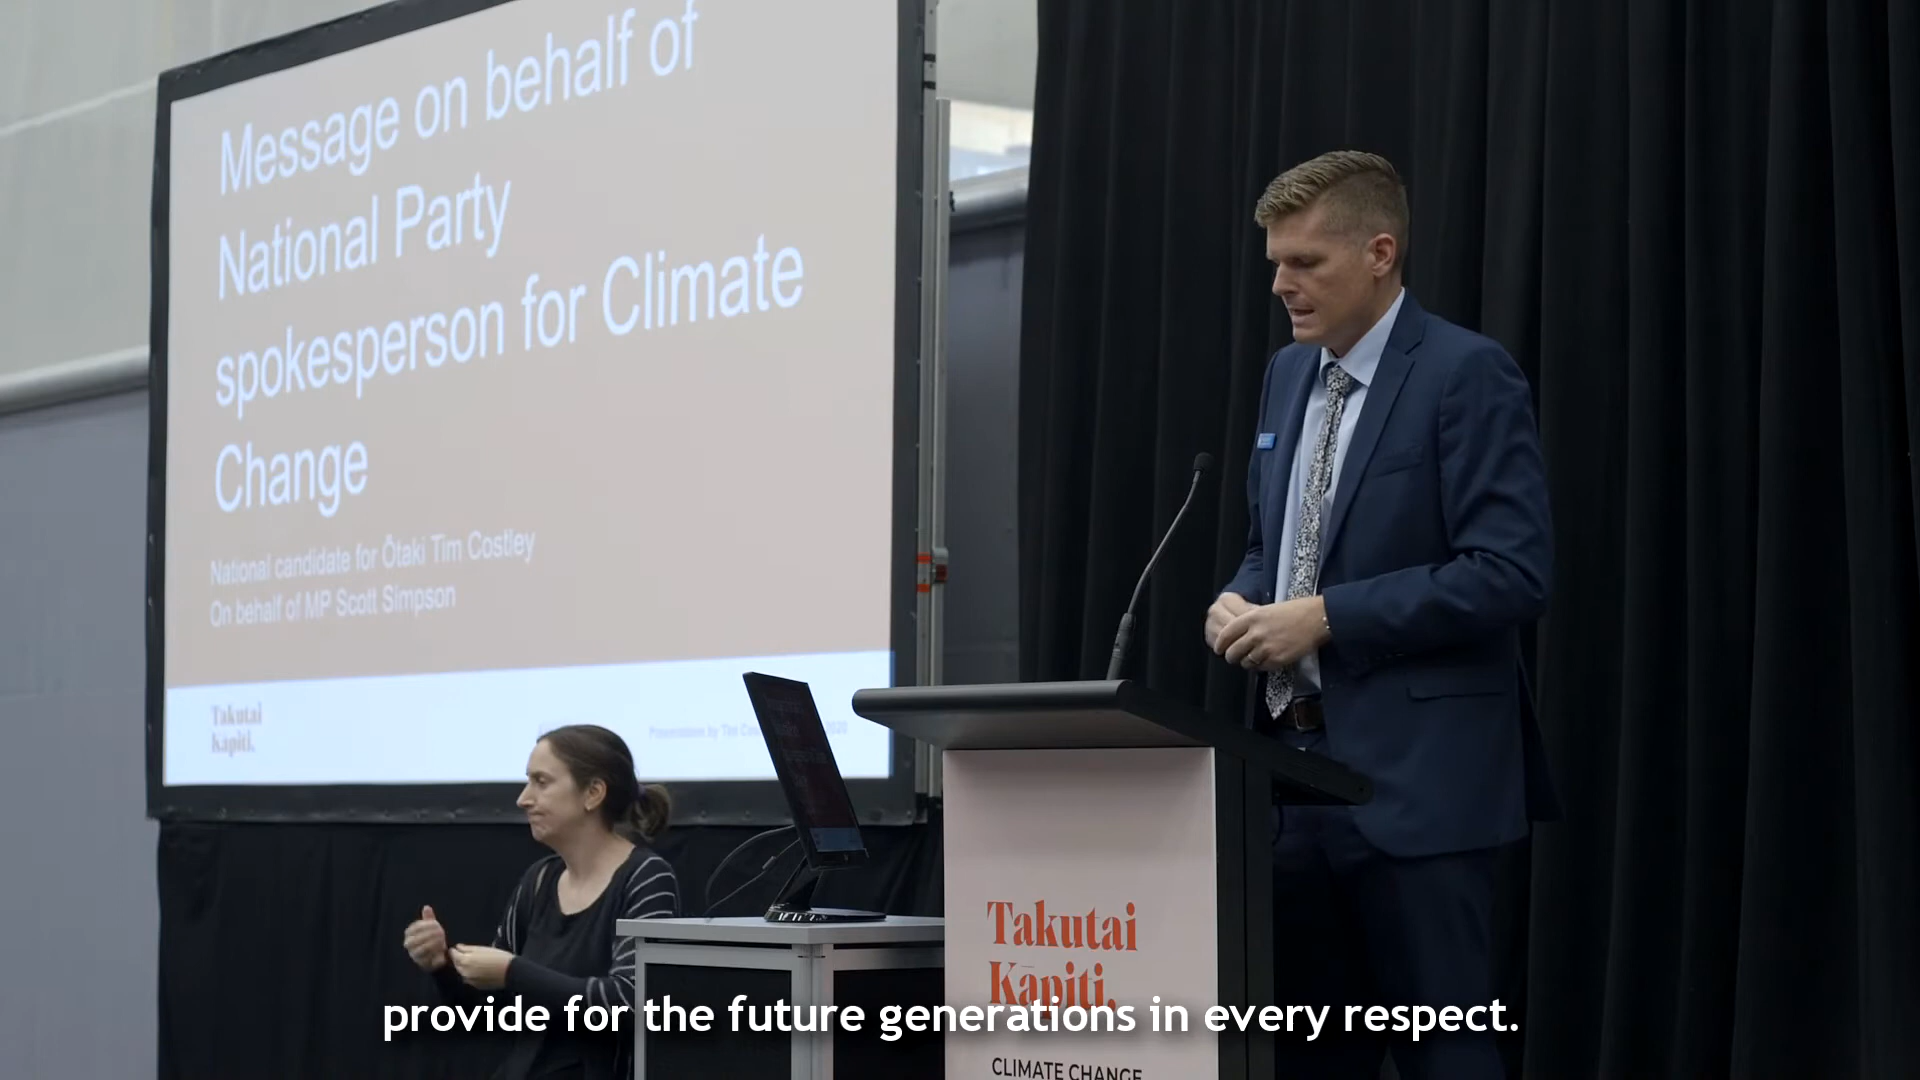 Message on behalf of
National Party
spokesperson for Climate
Change
National candidate for Ōtaki Tim Costley
On behalf of MP Scott Simpson
Takutai
Kāpiti.
Takutai
Kāpiti.
CLIMATE CHANGE
provide for the future generations in every respect.